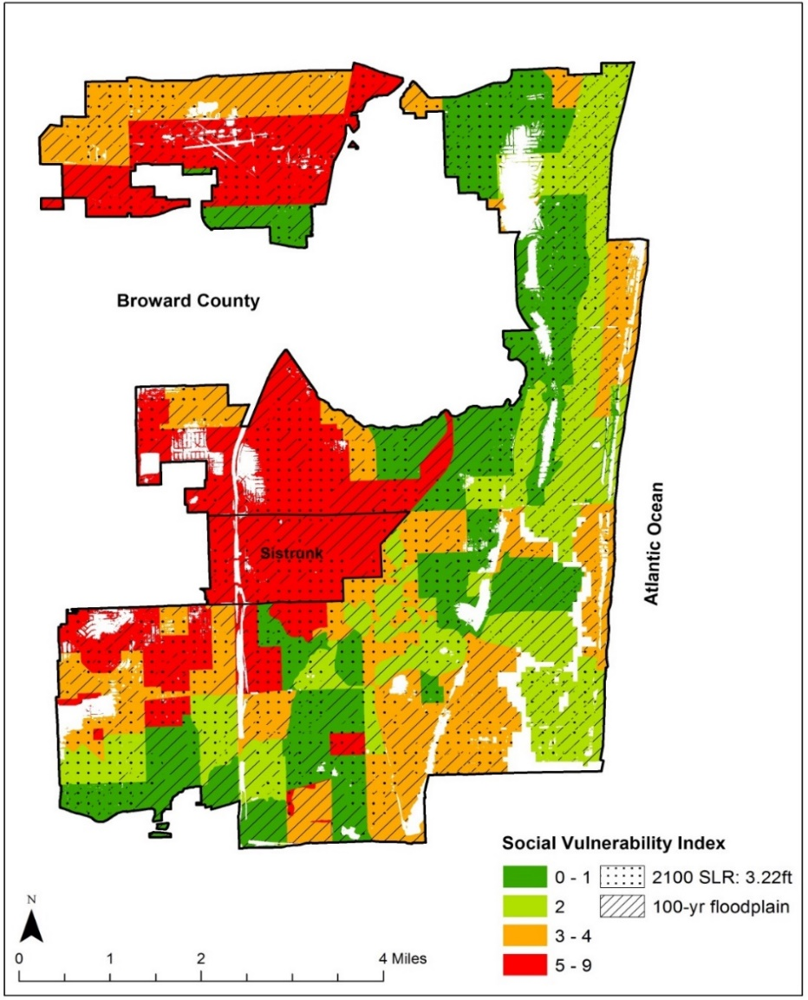 Broward County
Atlantic Ocean
Sistrunk
Social Vulnerability Index
0 - 1
2100 SLR: 3.22ft
2
100-yr floodplain
3 - 4
5 - 9
N
0 1 2 4 Miles